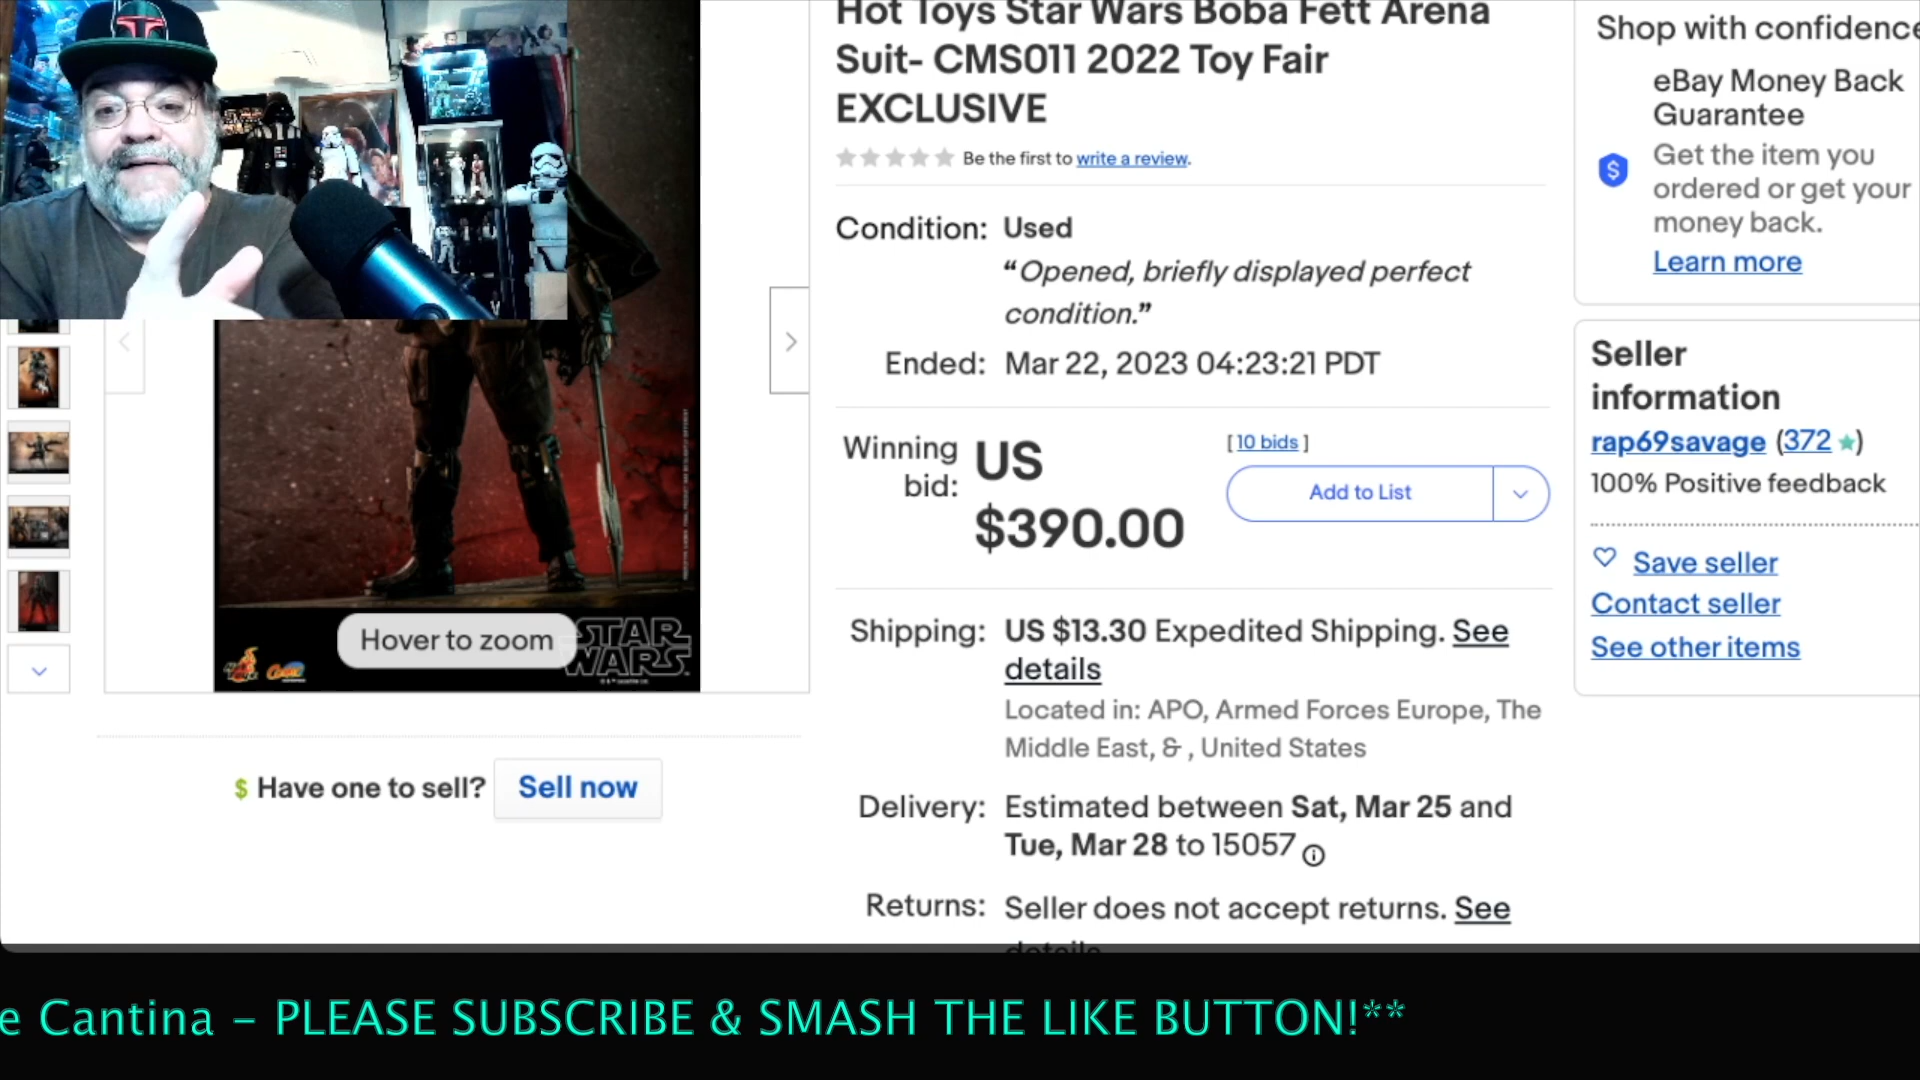 Hot Toys Star Wars Boba Fett Arena
Suit- CMS011 2022 Toy Fair
EXCLUSIVE
Be the first to write a review.
Condition: Used
“Opened, briefly displayed perfect
condition.”
Ended: Mar 22, 2023 04:23:21 PDT
Winning
bid:
US
$390.00
[ 10 bids ]
Add to List
Shipping: US $13.30 Expedited Shipping. See
details
Located in: APO, Armed Forces Europe, The
Middle East, & , United States
Delivery: Estimated between Sat, Mar 25 and
Tue, Mar 28 to 15057
Returns: Seller does not accept returns. See
details
Shop with confidence
eBay Money Back
Guarantee
$
Get the item you
ordered or get your
money back.
Learn more
Seller
information
rap69savage (372)
100% Positive feedback
Save seller
Contact seller
See other items
Hover to zoom
STAR
WARS
$ Have one to sell? Sell now
e Cantina – PLEASE SUBSCRIBE & SMASH THE LIKE BUTTON!**